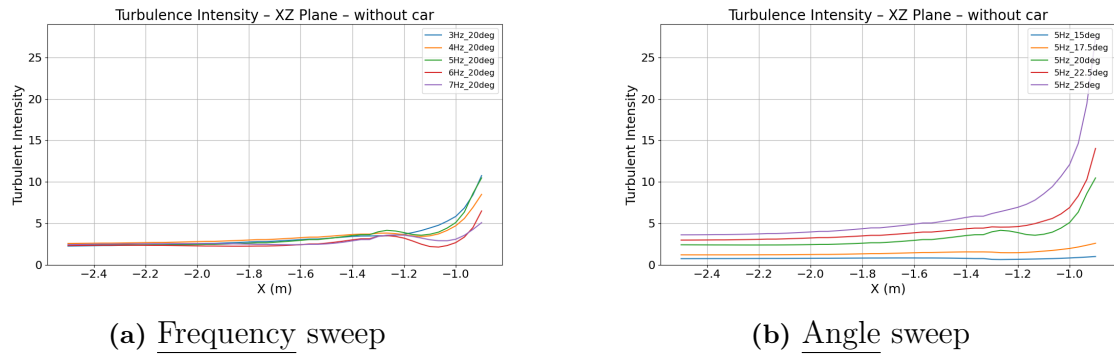 Turbulence Intensity – XZ Plane – without car
3Hz_20deg
4Hz_20deg
5Hz_20deg
6Hz_20deg
7Hz_20deg
Turbulent Intensity
25
20
15
10
5
0
−2.4
−2.2
−2.0
−1.8
−1.6
−1.4
−1.2
−1.0
X (m)
(a) Frequency sweep
Turbulence Intensity – XZ Plane – without car
5Hz_15deg
5Hz_17.5deg
5Hz_20deg
5Hz_22.5deg
5Hz_25deg
Turbulent Intensity
25
20
15
10
5
0
−2.4
−2.2
−2.0
−1.8
−1.6
−1.4
−1.2
−1.0
X (m)
(b) Angle sweep